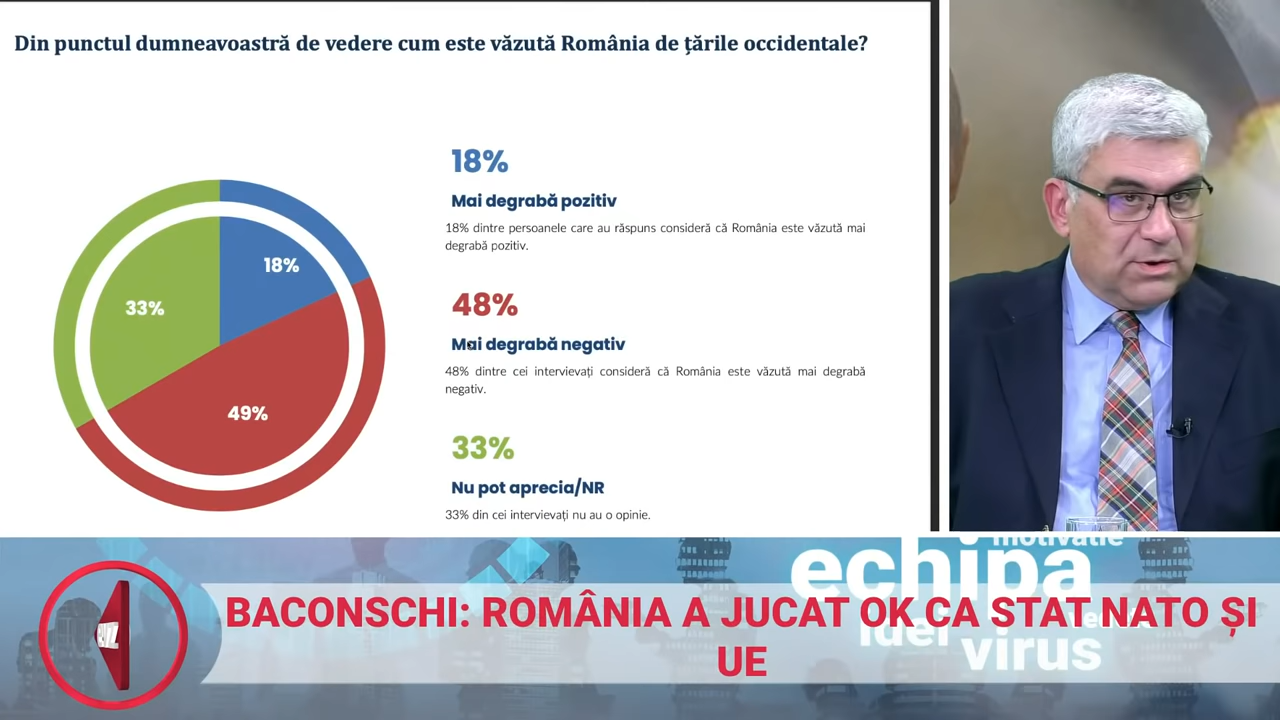 Din punctul dumneavoastră de vedere cum este văzută România de țările occidentale?
18%
33%
49%
18%
Mai degrabă pozitiv
18% dintre persoanele care au răspuns consideră că România este văzută mai
degrabă pozitiv.
48%
Mai degrabă negativ
48% dintre cei intervievați consideră că România este văzută mai degrabă
negativ.
33%
Nu pot aprecia/NR
33% din cei intervievați nu au o opinie.
motivatie
echipa
idei
virus
BACONSCHI: ROMÂNIA A JUCAT OK CA STAT NATO ȘI
UE